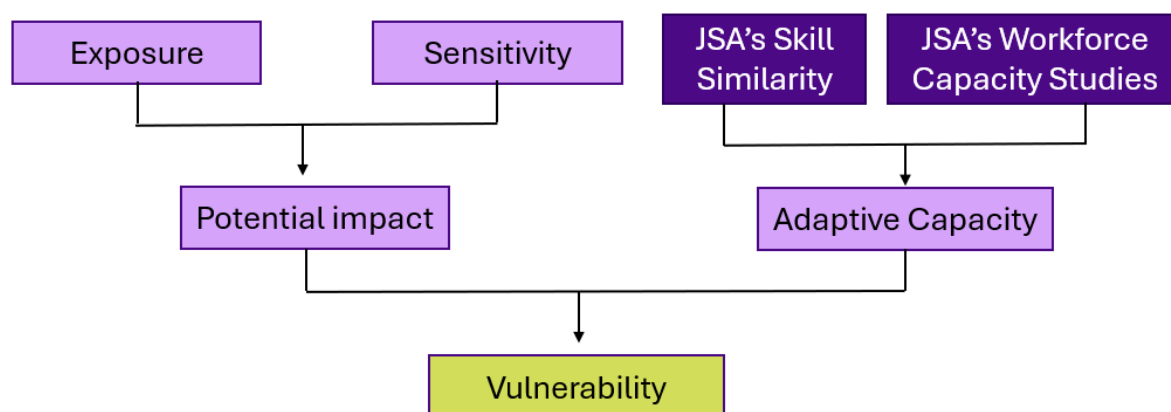 Exposure
Sensitivity
JSA's Skill
Similarity
JSA's Workforce
Capacity Studies
Potential impact
Adaptive Capacity
Vulnerability